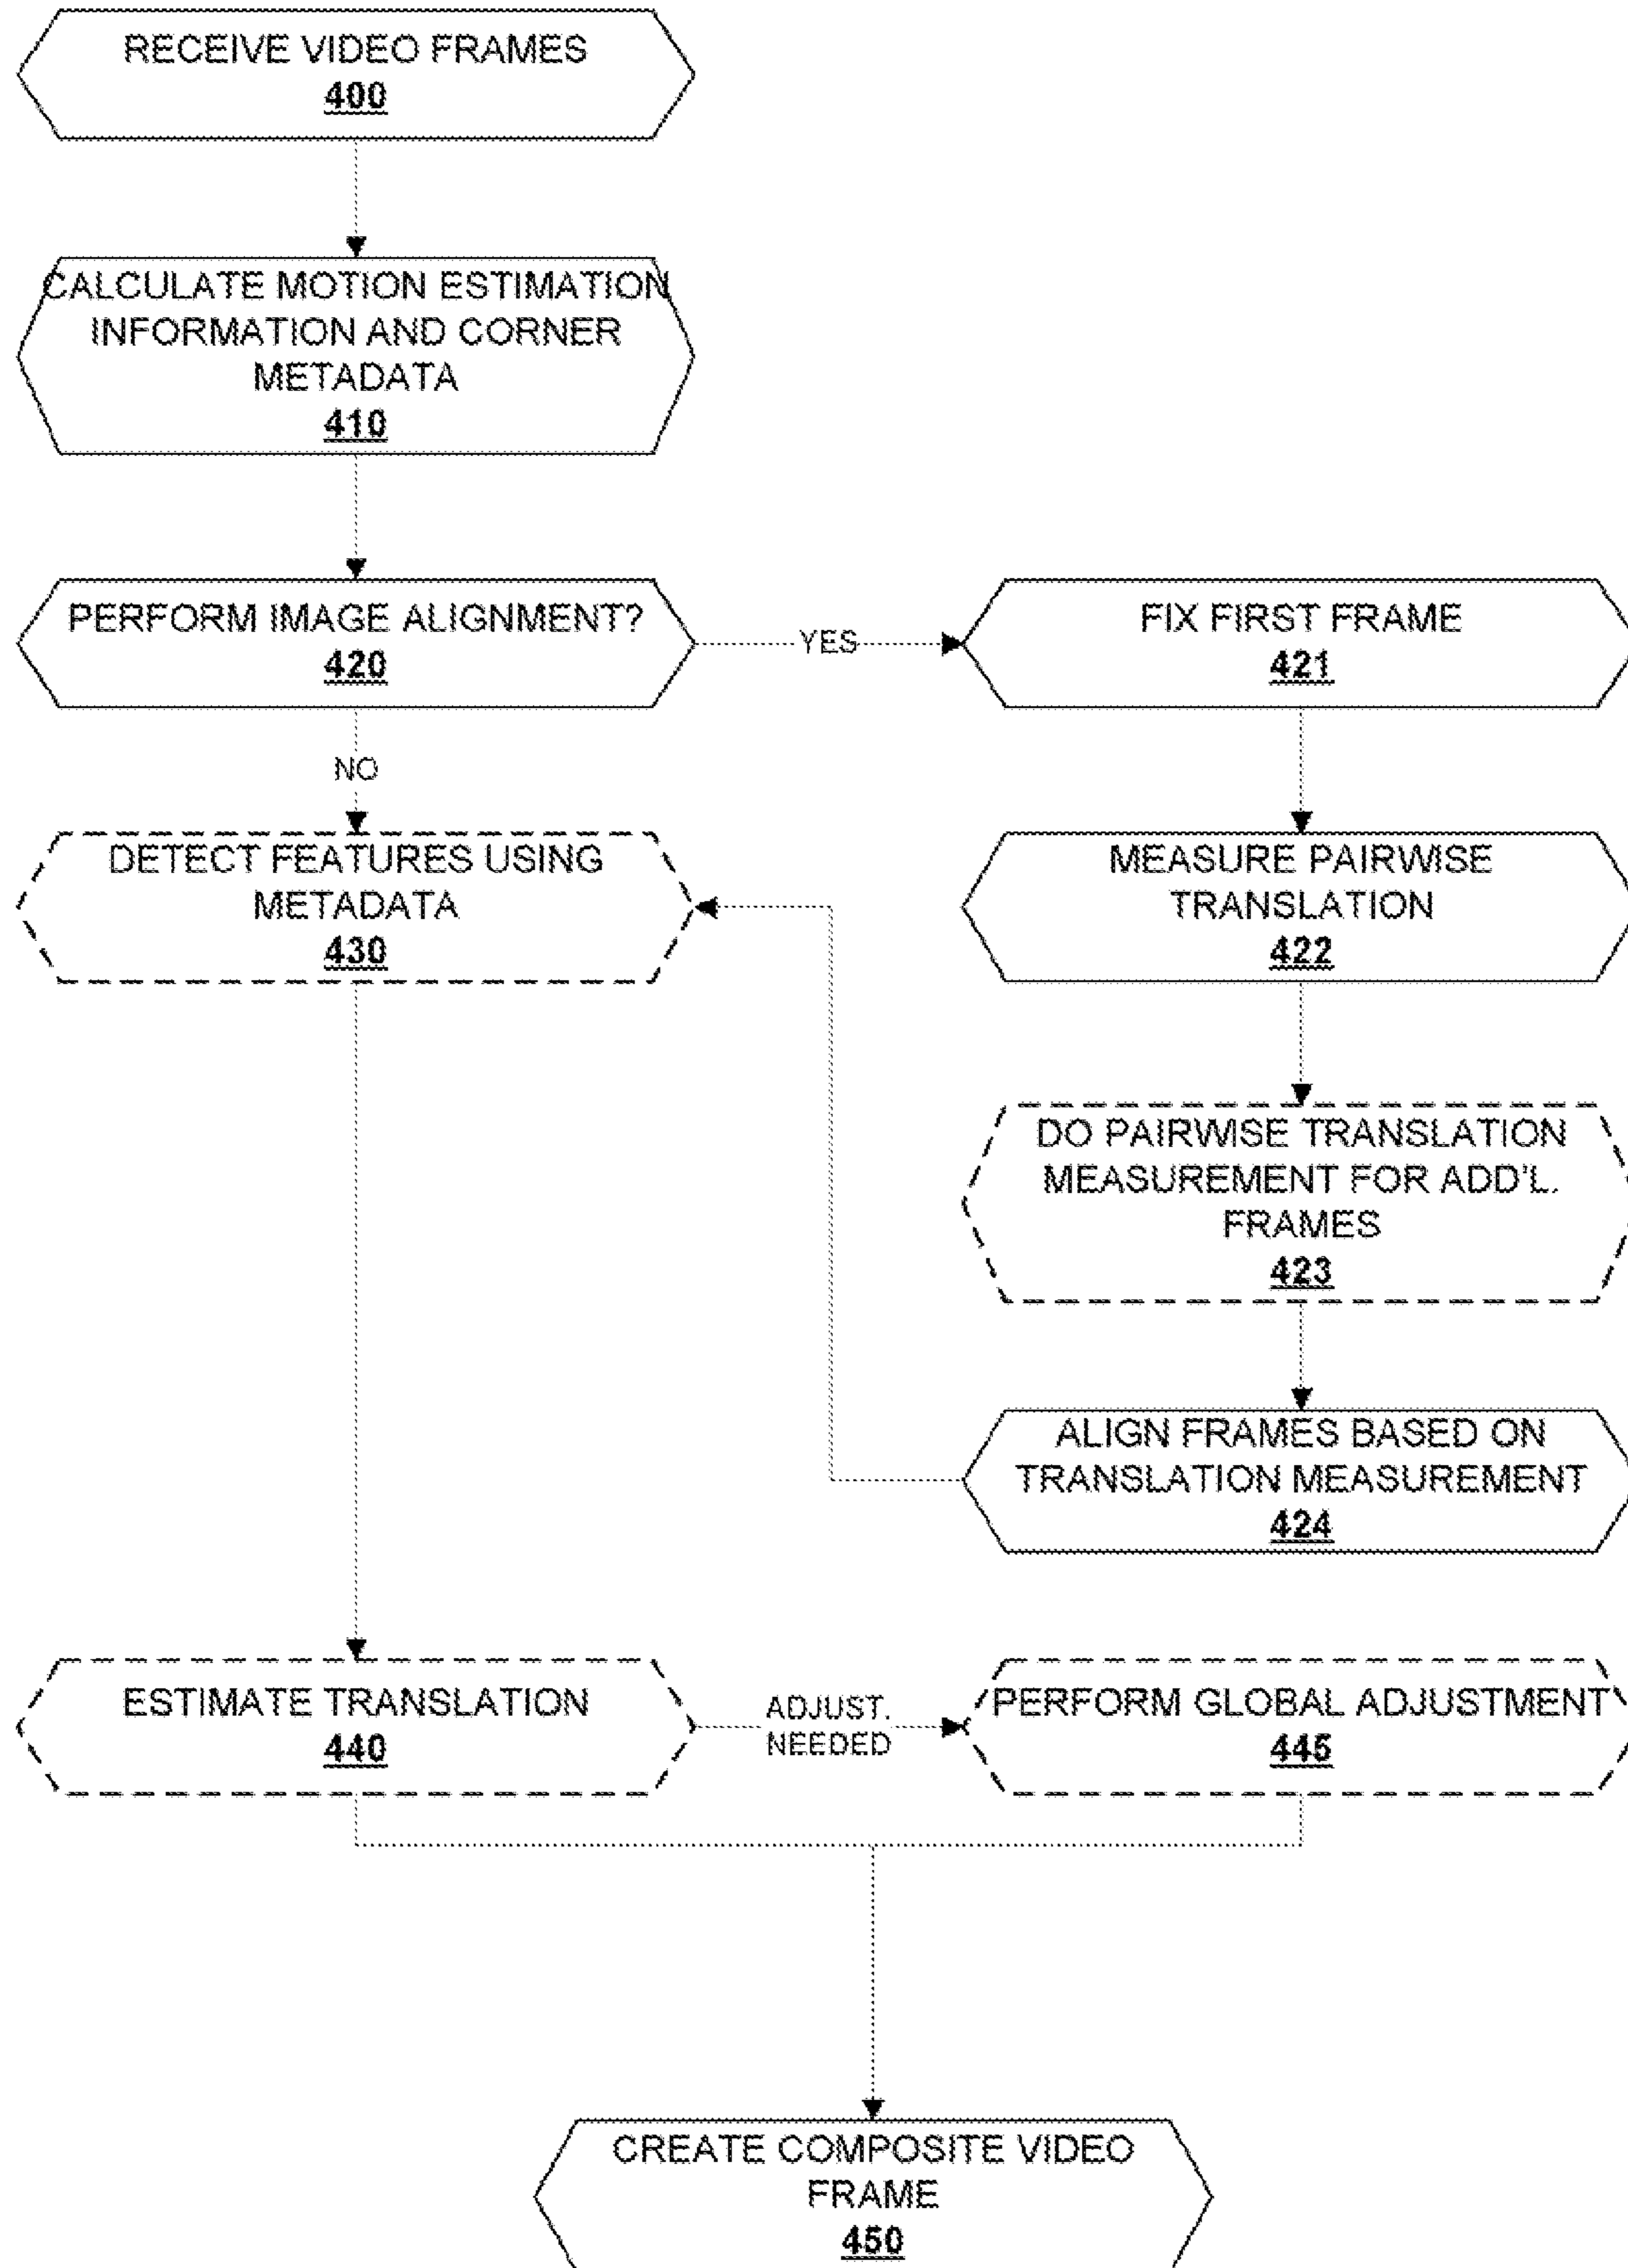 RECEIVE VIDEO FRAMES
400
CALCULATE MOTION ESTIMATION
INFORMATION AND CORNER
METADATA
410
PERFORM IMAGE ALIGNMENT?
420
YES
FIX FIRST FRAME
421
NO
DETECT FEATURES USING
METADATA
430
MEASURE PAIRWISE
TRANSLATION
422
DO PAIRWISE TRANSLATION
MEASUREMENT FOR ADD'L.
FRAMES
423
ALIGN FRAMES BASED ON
TRANSLATION MEASUREMENT
424
ESTIMATE TRANSLATION
440
ADJUST.
NEEDED
PERFORM GLOBAL ADJUSTMENT
445
CREATE COMPOSITE VIDEO
FRAME
450